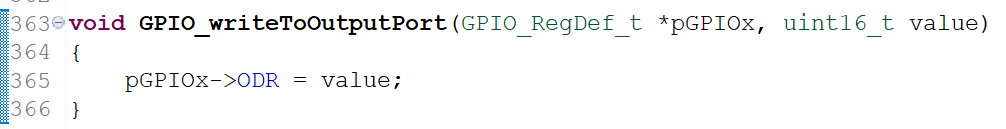 363 void GPIO_writeToOutputPort(GPIO_RegDef_t *pGPIOx, uint16_t value)
364 {
365     pGPIOx->ODR = value;
366 }